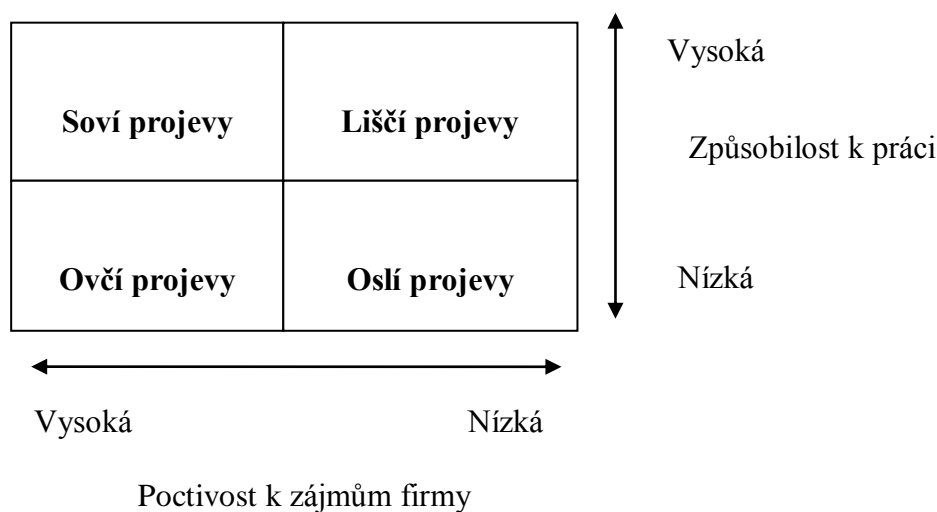 Vysoká
Soví projevy Liščí projevy
Způsobilost k práci
Ovčí projevy Oslí projevy Nízká
Vysoká Nízká
Poctivost k zájmům firmy